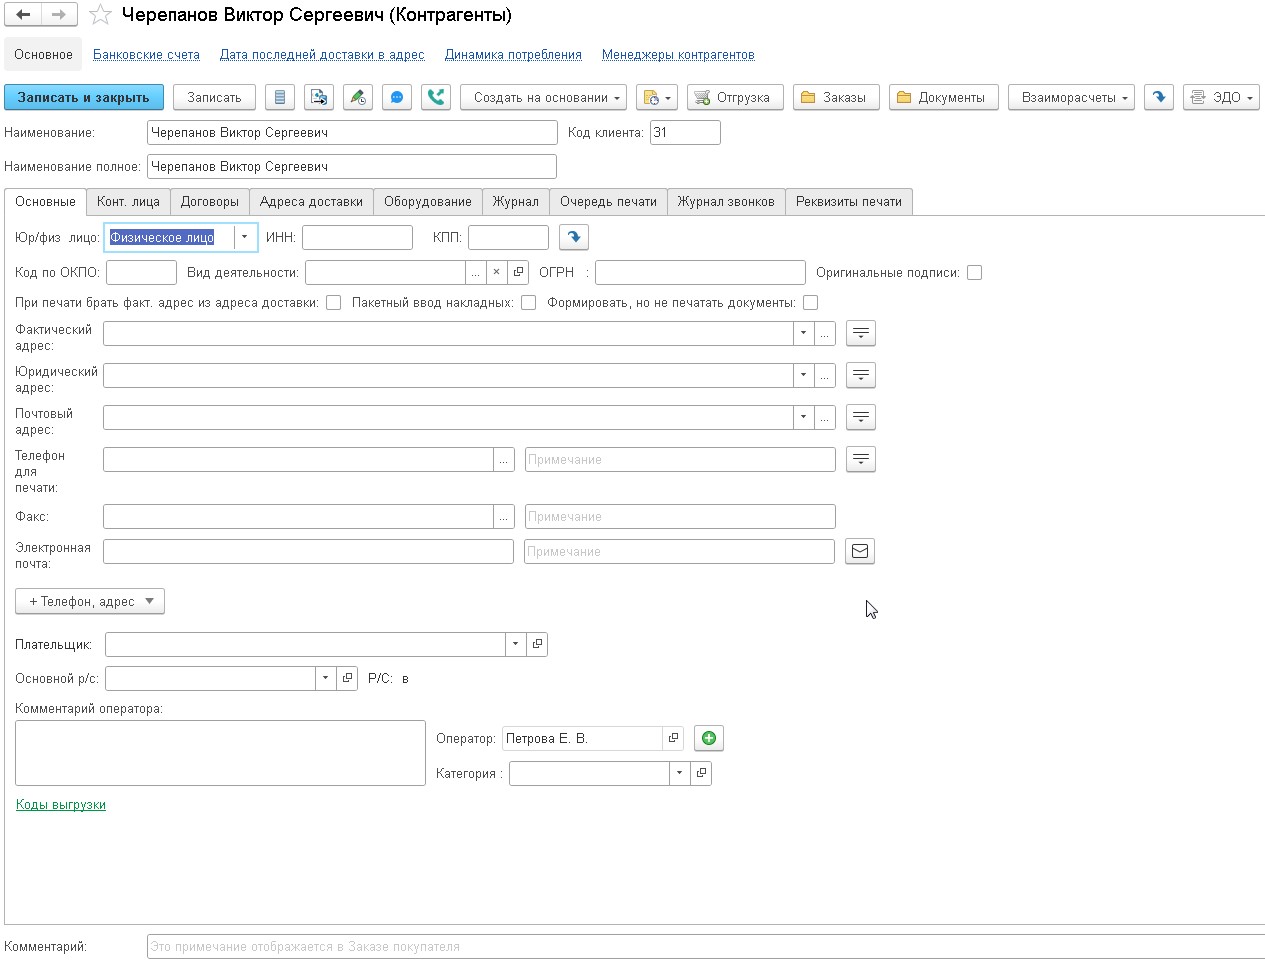 Черепанов Виктор Сергеевич (Контрагенты)
Основное Банковские счета Дата последней доставки в адрес Динамика потребления Менеджеры контрагентов
Записать и закрыть Записать Создать на основании Отгрузка Заказы Документы Взаиморасчеты ЭДО
Наименование: Черепанов Виктор Сергеевич Код клиента: 31
Наименование полное: Черепанов Виктор Сергеевич
Основные Конт. лица Договоры Адреса доставки Оборудование Журнал Очередь печати Журнал звонков Реквизиты печати
Юр/физ лицо: Физическое лицо ИНН: КПП:
Код по ОКПО: Вид деятельности: ... × ОГРН : Оригинальные подписи:
При печати брать факт. адрес из адреса доставки: Пакетный ввод накладных: Формировать, но не печатать документы:
Фактический
адрес: ...
Юридический
адрес: ...
Почтовый
адрес: ...
Телефон
для
печати: ... Примечание
Факс: ... Примечание
Электронная
почта: Примечание
+ Телефон, адрес
Плательщик:
Основной р/с: Р/С: в
Комментарий оператора:
Оператор: Петрова Е. В.
Категория :
Коды выгрузки
Комментарий: Это примечание отображается в Заказе покупателя